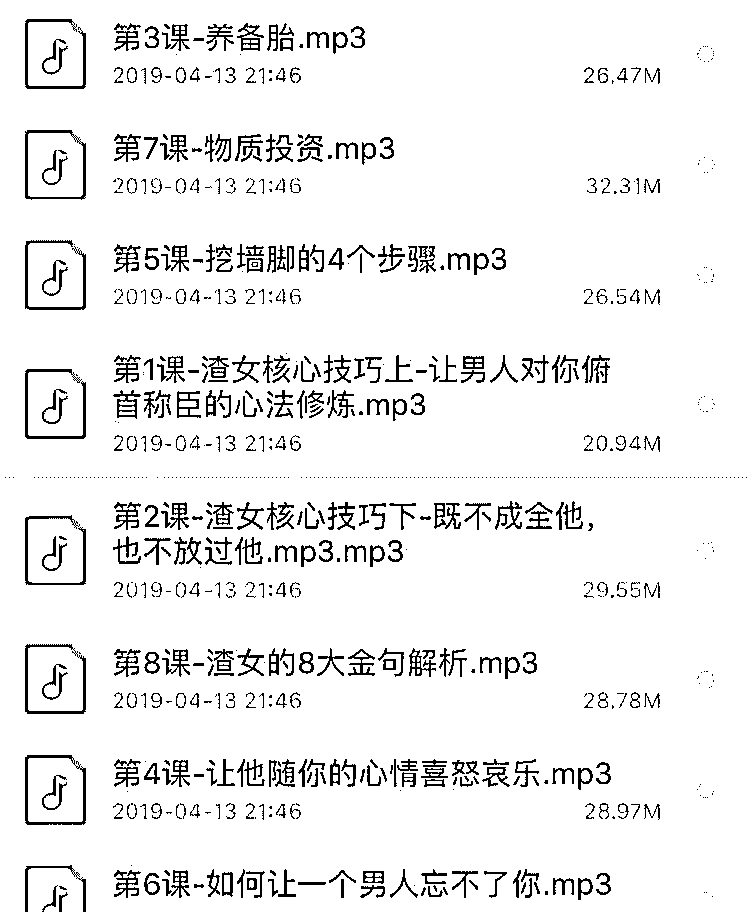 第3课-养备胎.mp3
2019-04-13 21:46 26.47M
第7课-物质投资.mp3
2019-04-13 21:46 32.31M
第5课-挖墙脚的4个步骤.mp3
2019-04-13 21:46 26.54M
第1课-渣女核心技巧上-让男人对你俯
首称臣的心法修炼.mp3
2019-04-13 21:46 20.94M
第2课-渣女核心技巧下-既不成全他，
也不放过他.mp3.mp3
2019-04-13 21:46 29.55M
第8课-渣女的8大金句解析.mp3
2019-04-13 21:46 28.78M
第4课-让他随你的心情喜怒哀乐.mp3
2019-04-13 21:46 28.97M
第6课-如何让一个男人忘不了你.mp3